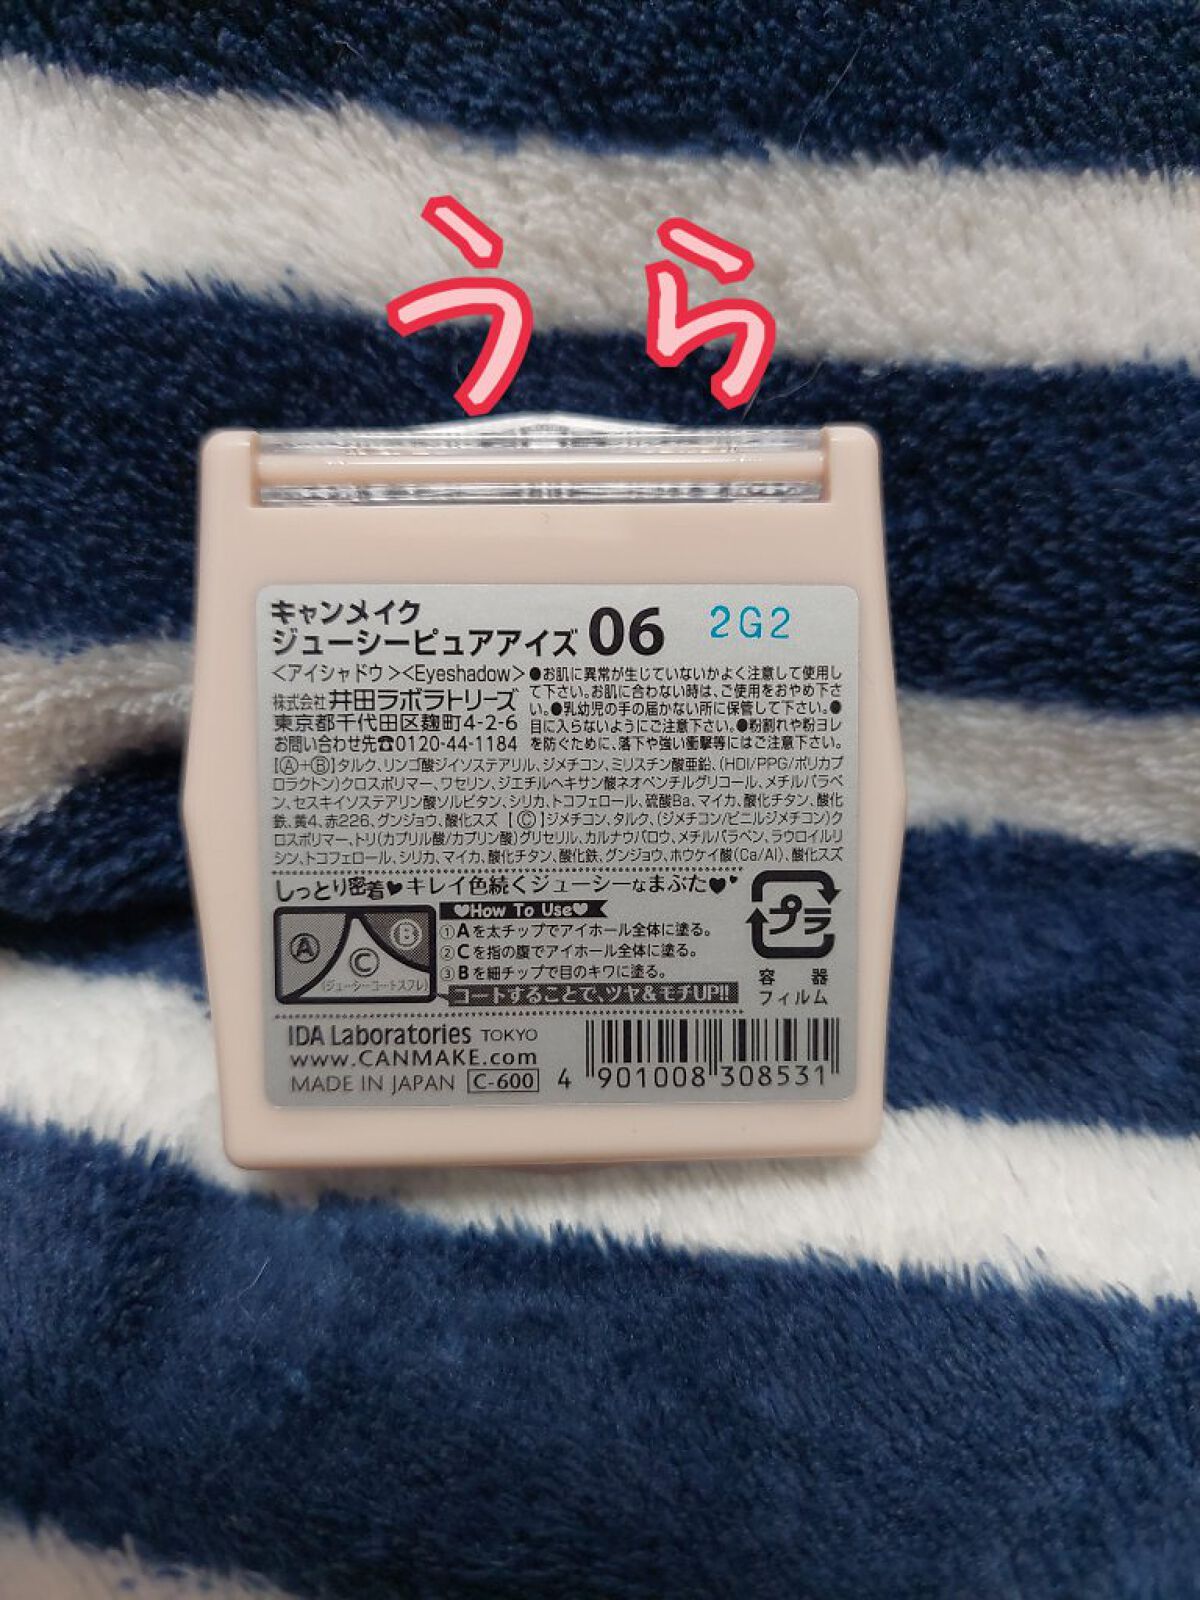 うら
キャンメイク
ジューシーピュアアイズ 06 2G2
<アイシャドウ><Eyeshadow>
株式会社 井田ラボラトリーズ
東京都千代田区麹町4-2-6
お問い合わせ先☎0120-44-1184
●お肌に異常が生じていないかよく注意して使用し
て下さい。お肌に合わない時は、ご使用をおやめ下さ
い。●乳幼児の手の届かない所に保管して下さい。●
目に入らないようにご注意下さい。●粉割れや粉ヨレ
を防ぐために、落下や強い衝撃等にはご注意下さい。
[Ⓐ+Ⓑ]タルク、リンゴ酸ジイソステアリル、ジメチコン、ミリスチン酸亜鉛、(HDI/PPG/ポリカプ
ロラクトン)クロスポリマー、ワセリン、ジエチルヘキサン酸ネオペンチルグリコール、メチルパラベ
ン、セスキイソステアリン酸ソルビタン、シリカ、トコフェロール、硫酸Ba、マイカ、酸化チタン、酸化
鉄、黄4、赤226、グンジョウ、酸化スズ [Ⓒ]ジメチコン、タルク、(ジメチコン/ビニルジメチコン)ク
ロスポリマー、トリ(カプリル酸/カプリン酸)グリセリル、カルナウバロウ、メチルパラベン、ラウロイルリ
シン、トコフェロール、シリカ、マイカ、酸化チタン、酸化鉄、グンジョウ、ホウケイ酸(Ca/Al)、酸化スズ
しっとり密着♥キレイ色続くジューシーなまぶた♥
Ⓐ Ⓑ
Ⓒ
(ジューシーコートスフレ)
♥How To Use♥
①Aを太チップでアイホール全体に塗る。
②Cを指の腹でアイホール全体に塗る。
③Bを細チップで目のキワに塗る。
コートすることで、ツヤ&モチUP!!
プラ
容器
フィルム
IDA Laboratories TOKYO
www.CANMAKE.com
MADE IN JAPAN C-600
4 901008 308531